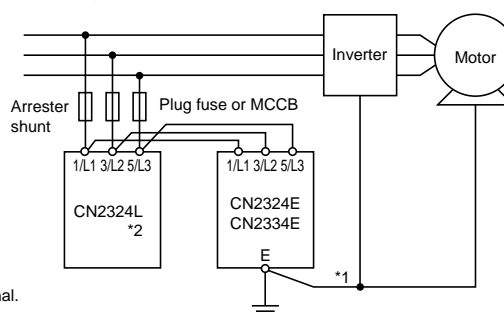 Inverter
Motor
Arrester
shunt
Plug fuse or MCCB
1/L1 3/L2 5/L3
1/L1 3/L2 5/L3
CN2324L
*2
CN2324E
CN2334E
E
*1
nal.